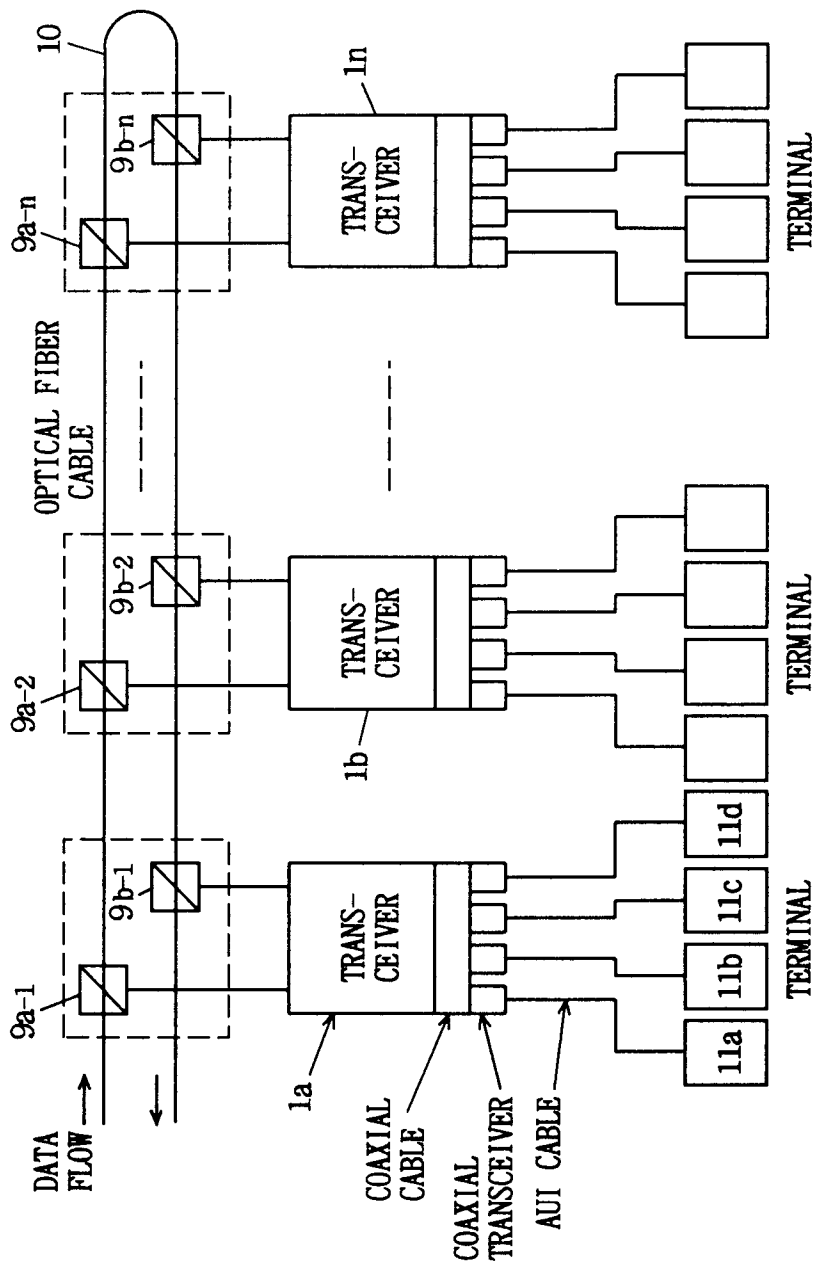 DATA
FLOW
9a-1
9b-1
9a-2
9b-2
OPTICAL FIBER
CABLE
9a-n
9b-n
10
1a
TRANS-
CEIVER
1b
TRANS-
CEIVER
TRANS-
CEIVER
1n
COAXIAL
CABLE
COAXIAL
TRANSCEIVER
AUI CABLE
11a
11b
11c
11d
TERMINAL
TERMINAL
TERMINAL